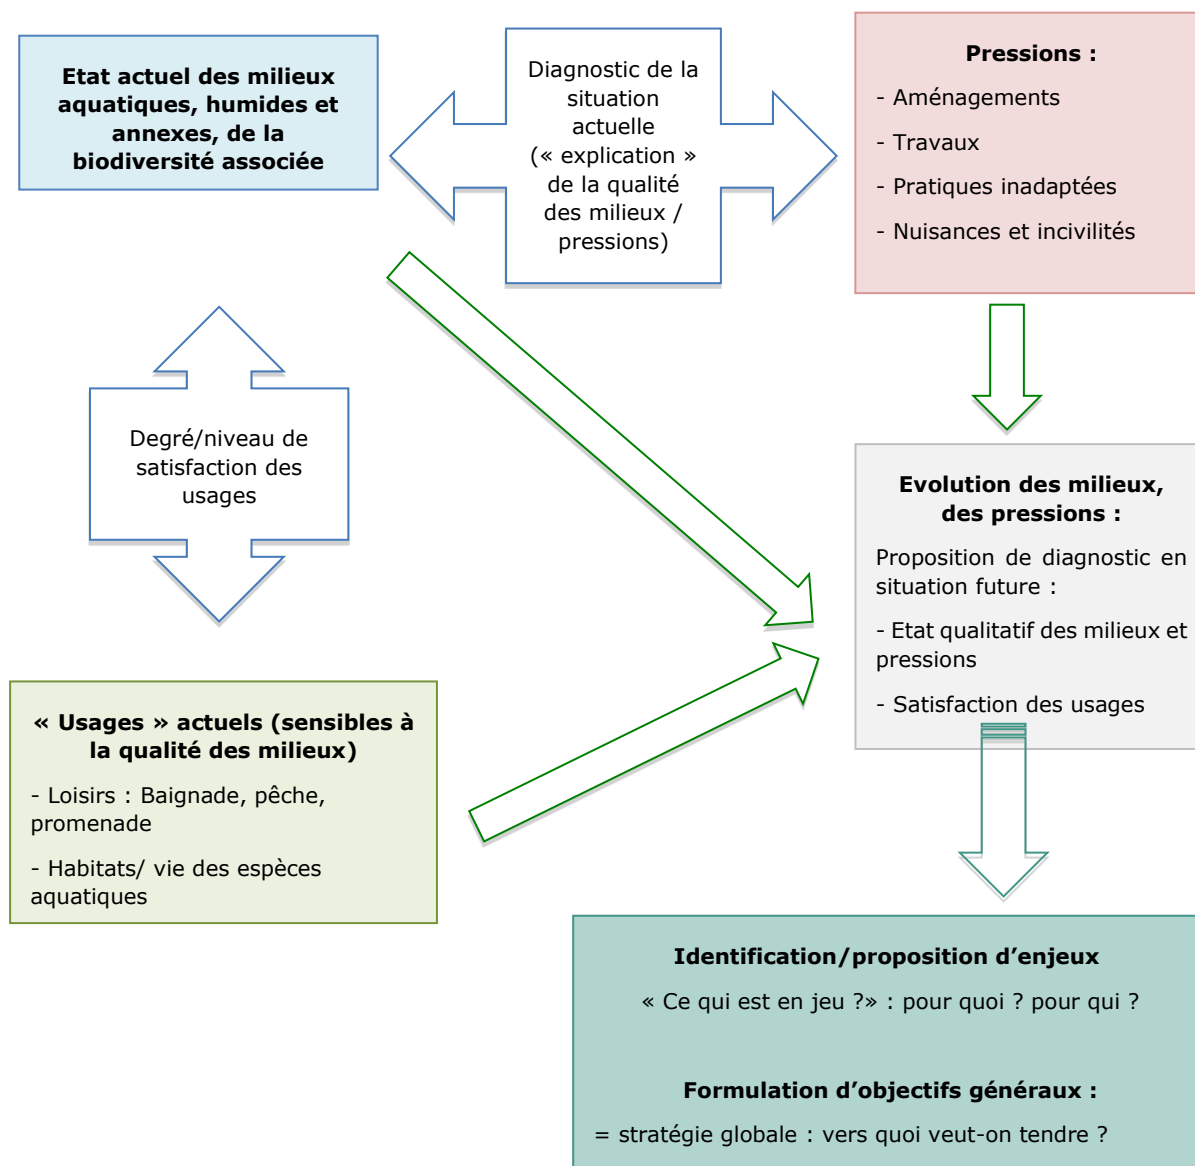 Etat actuel des milieux
aquatiques, humides et
annexes, de la
biodiversité associée
Diagnostic de la
situation
actuelle
(« explication »
de la qualité
des milieux /
pressions)
Pressions :
- Aménagements
- Travaux
- Pratiques inadaptées
- Nuisances et incivilités
Degré/niveau de
satisfaction des
usages
Evolution des milieux,
des pressions :
Proposition de diagnostic en
situation future :
- Etat qualitatif des milieux et
pressions
- Satisfaction des usages
« Usages » actuels (sensibles à
la qualité des milieux)
- Loisirs : Baignade, pêche,
promenade
- Habitats/ vie des espèces
aquatiques
Identification/proposition d’enjeux
« Ce qui est en jeu ?» : pour quoi ? pour qui ?
Formulation d’objectifs généraux :
= stratégie globale : vers quoi veut-on tendre ?